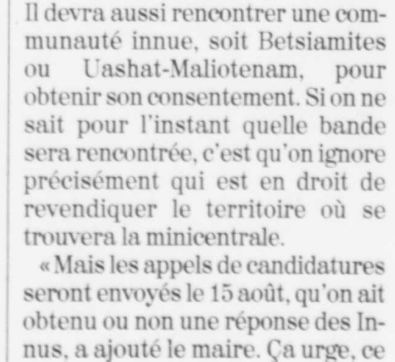 Il devra aussi rencontrer une com-
munauté innue, soit Betsiamites
ou Uashat-Maliotenam, pour
obtenir son consentement. Si on ne
sait pour l'instant quelle bande
sera rencontrée, c'est qu'on ignore
précisément qui est en droit de
revendiquer le territoire où se
trouvera la minicentrale.
«Mais les appels de candidatures
seront envoyés le 15 août, qu'on ait
obtenu ou non une réponse des In-
nus, a ajouté le maire. Ça urge, ce